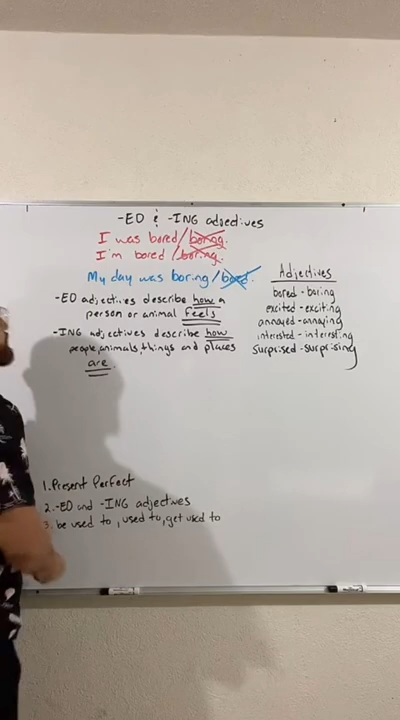 -ED & -ING adjectives
I was bored/boring.
I'm bored/boring.
My day was boring/bored.
-ED adjectives describe how a
person or animal feels
-ING adjectives describe how
people, animals, things and places
are.
Adjectives
bored - boring
excited - exciting
annoyed - annoying
interested - interesting
surprised - surprising
1. Present Perfect
2. -ED and -ING adjectives
3. be used to, used to, get used to